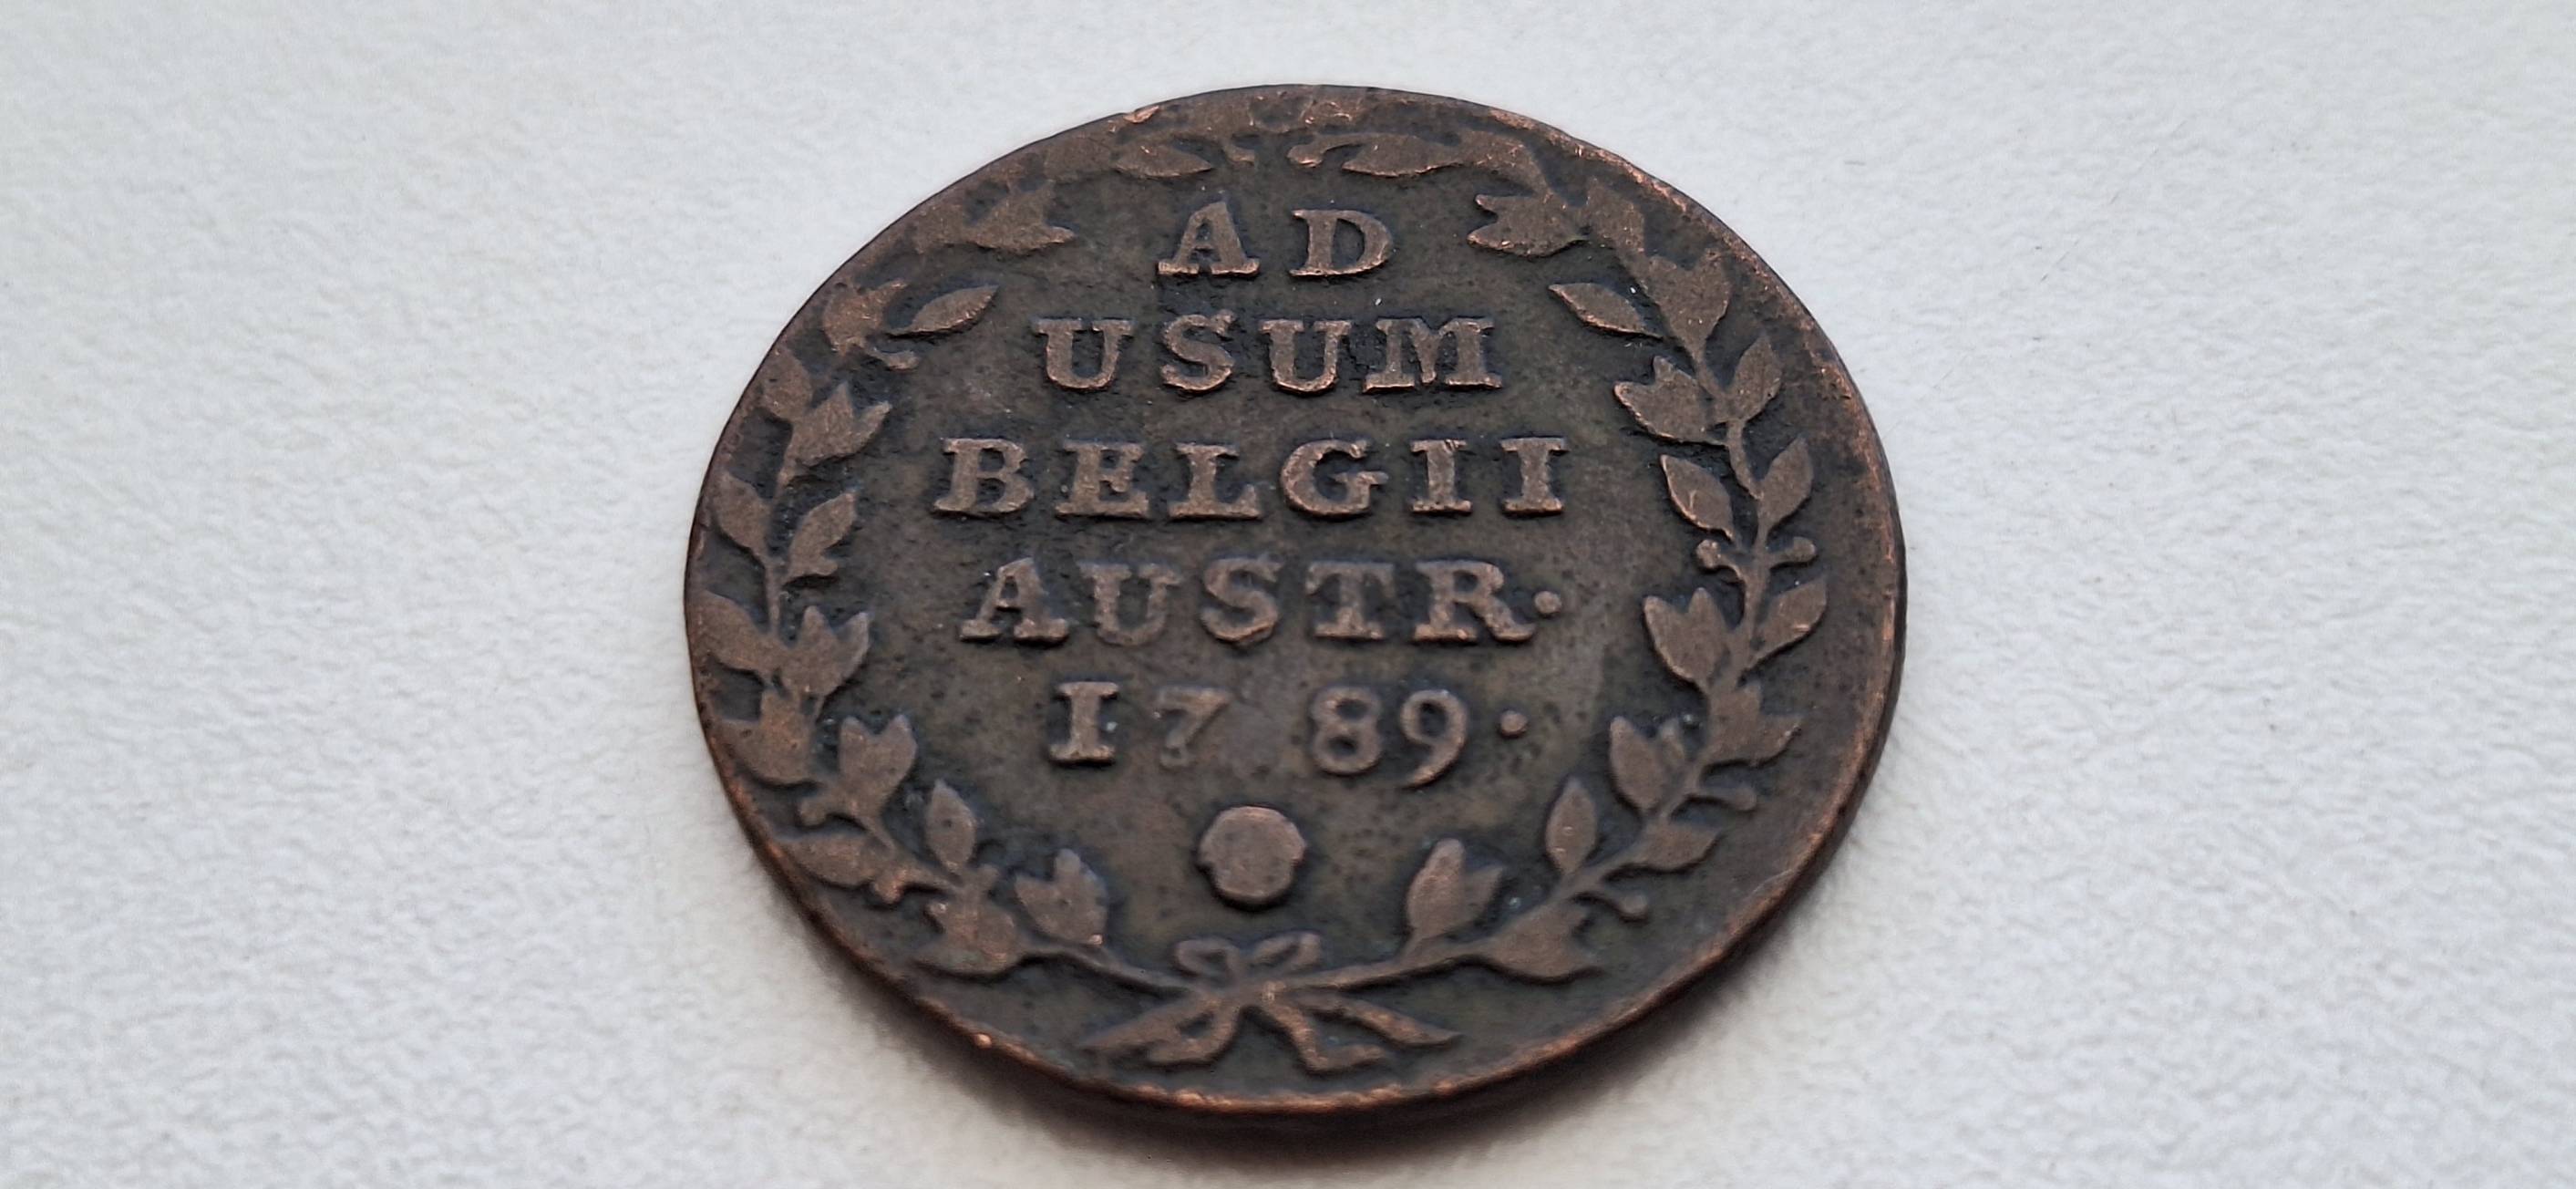 AD
USUM
BELGII
AUSTR·
1789·